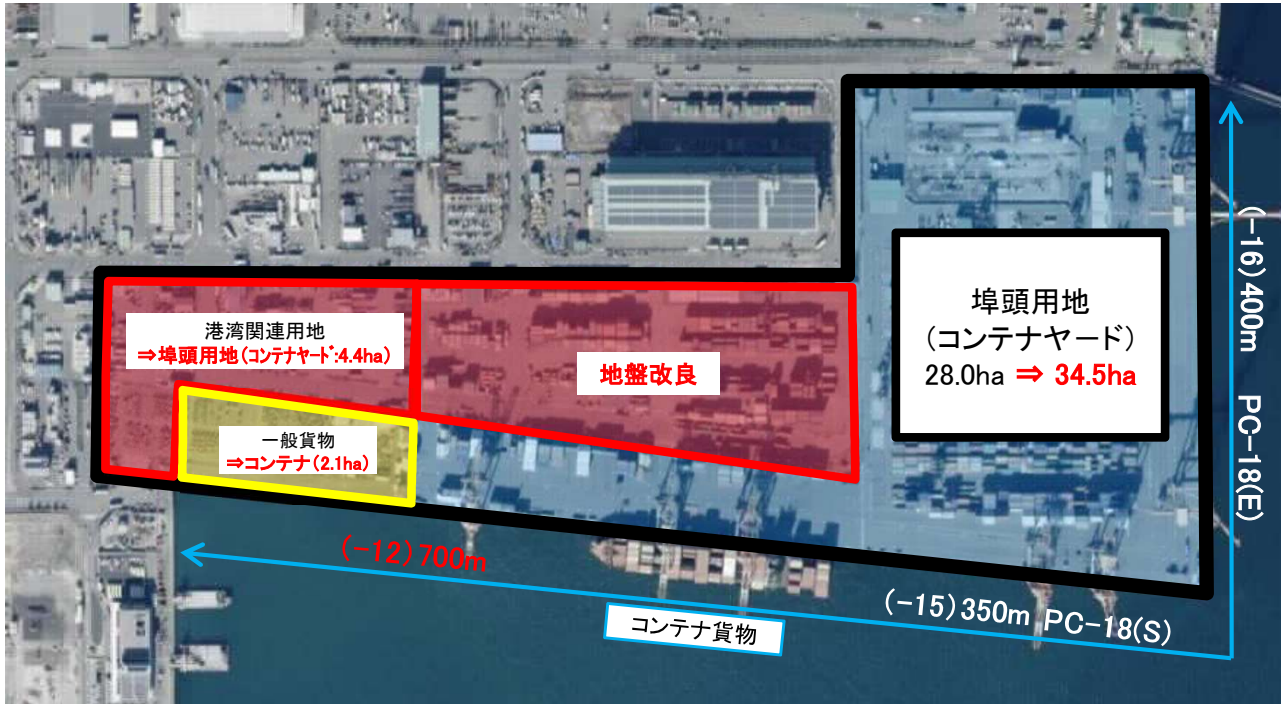 港湾関連用地
⇒埠頭用地(コンテナヤード:4.4ha)
地盤改良
一般貨物
⇒コンテナ(2.1ha)
埠頭用地
(コンテナヤード)
28.0ha ⇒ 34.5ha
(-16)400m PC-18(E)
(-12)700m
(-15)350m PC-18(S)
コンテナ貨物